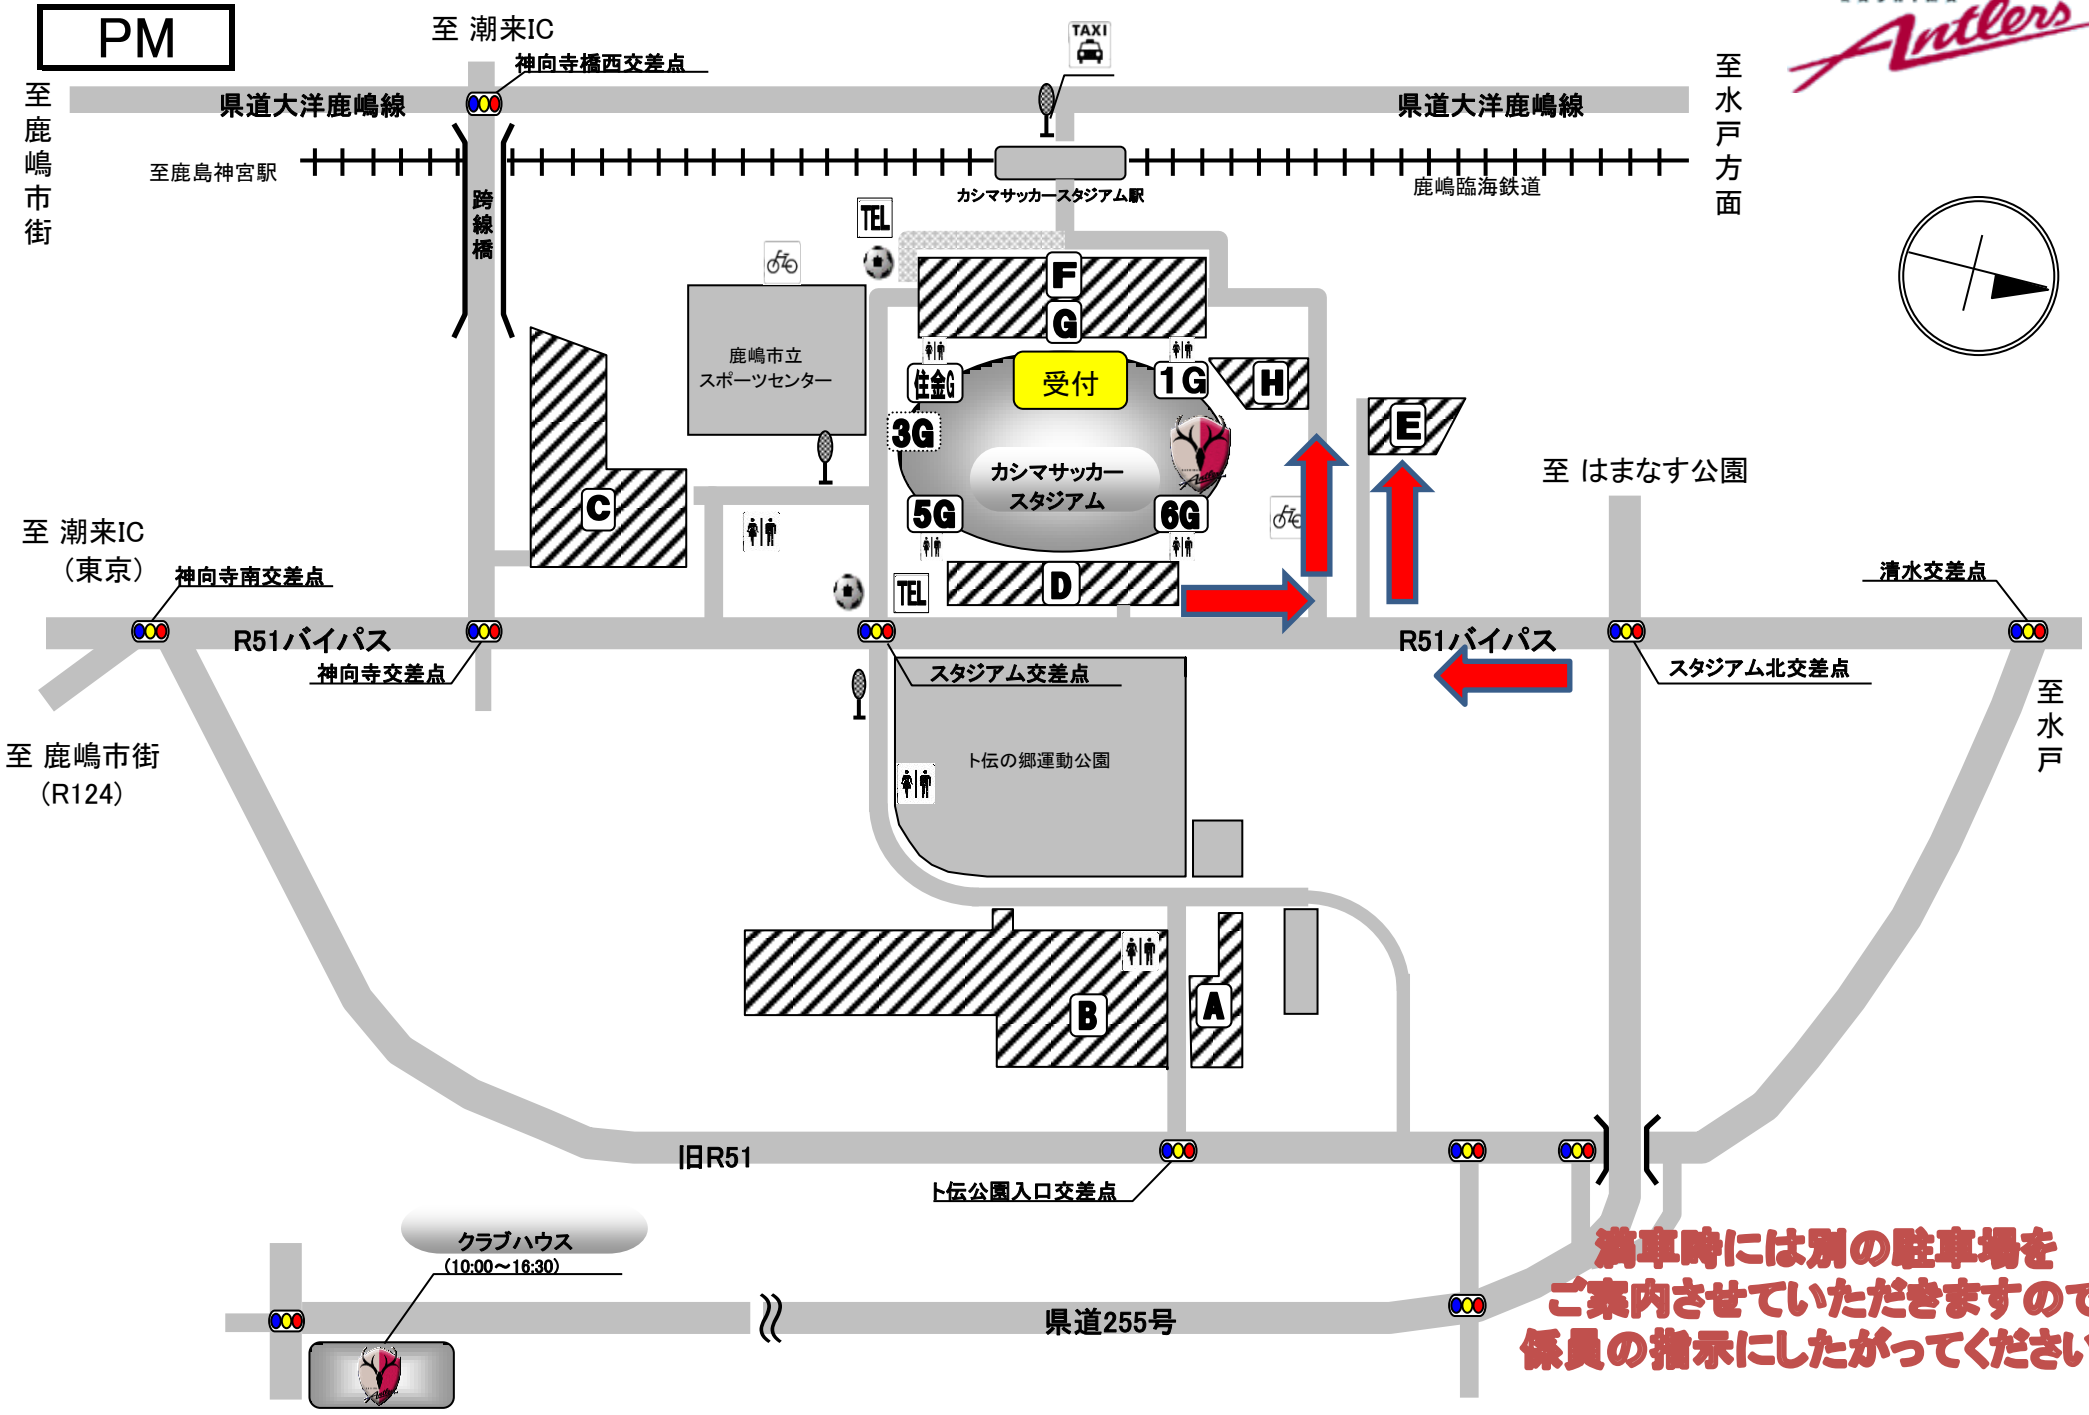 PM
至 潮来IC
神向寺橋西交差点
TAXI
Antlers
至鹿嶋市街
県道大洋鹿嶋線
県道大洋鹿嶋線
至水戸方面
至鹿島神宮駅
カシマサッカースタジアム駅
鹿嶋臨海鉄道
跨線橋
TEL
F
G
鹿嶋市立
スポーツセンター
住金G
受付
1G
H
3G
E
カシマサッカー
スタジアム
至 はまなす公園
C
5G
6G
至 潮来IC
（東京）
神向寺南交差点
D
TEL
清水交差点
R51バイパス
R51バイパス
神向寺交差点
スタジアム交差点
スタジアム北交差点
至水戸
至 鹿嶋市街
（R124）
ト伝の郷運動公園
B
A
旧R51
ト伝公園入口交差点
クラブハウス
（10:00～16:30）
県道255号
満車時には別の駐車場を
ご案内させていただきますので
係員の指示にしたがってください